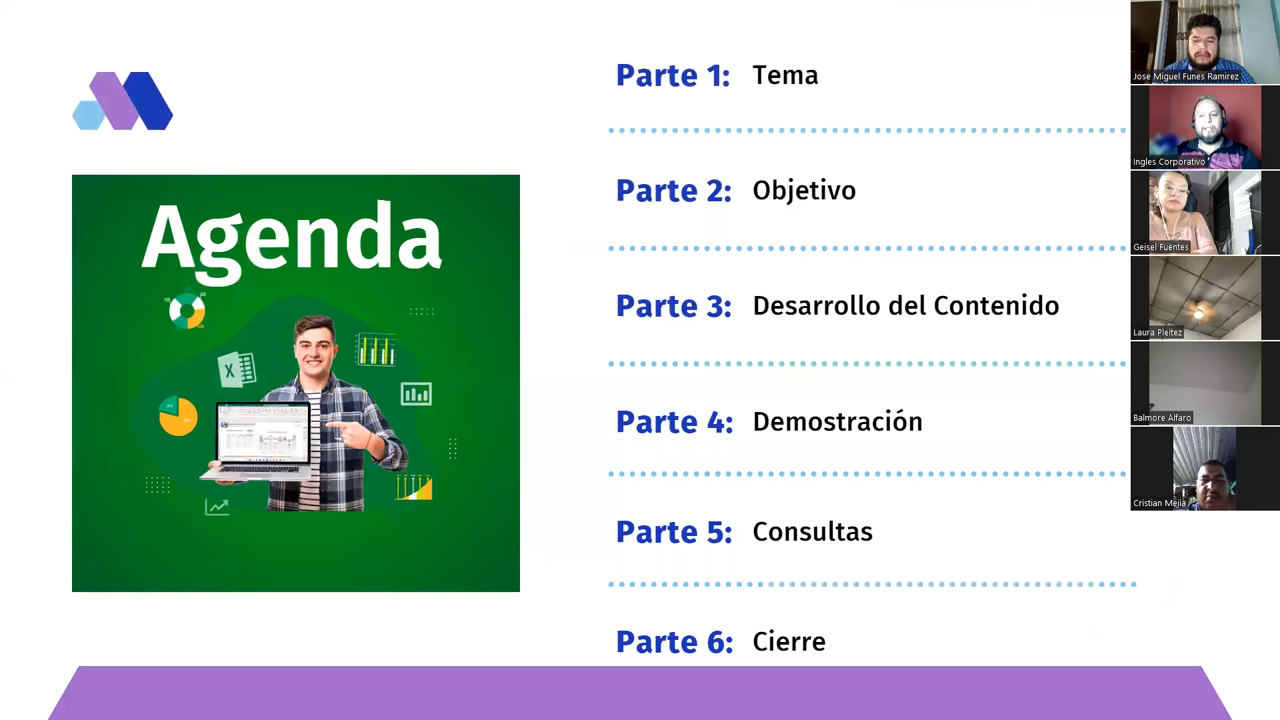 Agenda
X
Parte 1: Tema
Parte 2: Objetivo
Parte 3: Desarrollo del Contenido
Parte 4: Demostración
Parte 5: Consultas
Parte 6: Cierre
Jose Miguel Funes Ramirez
Ingles Corporativo
Geisel Fuentes
Laura Pleitez
Balmore Alfaro
Cristian Mejia